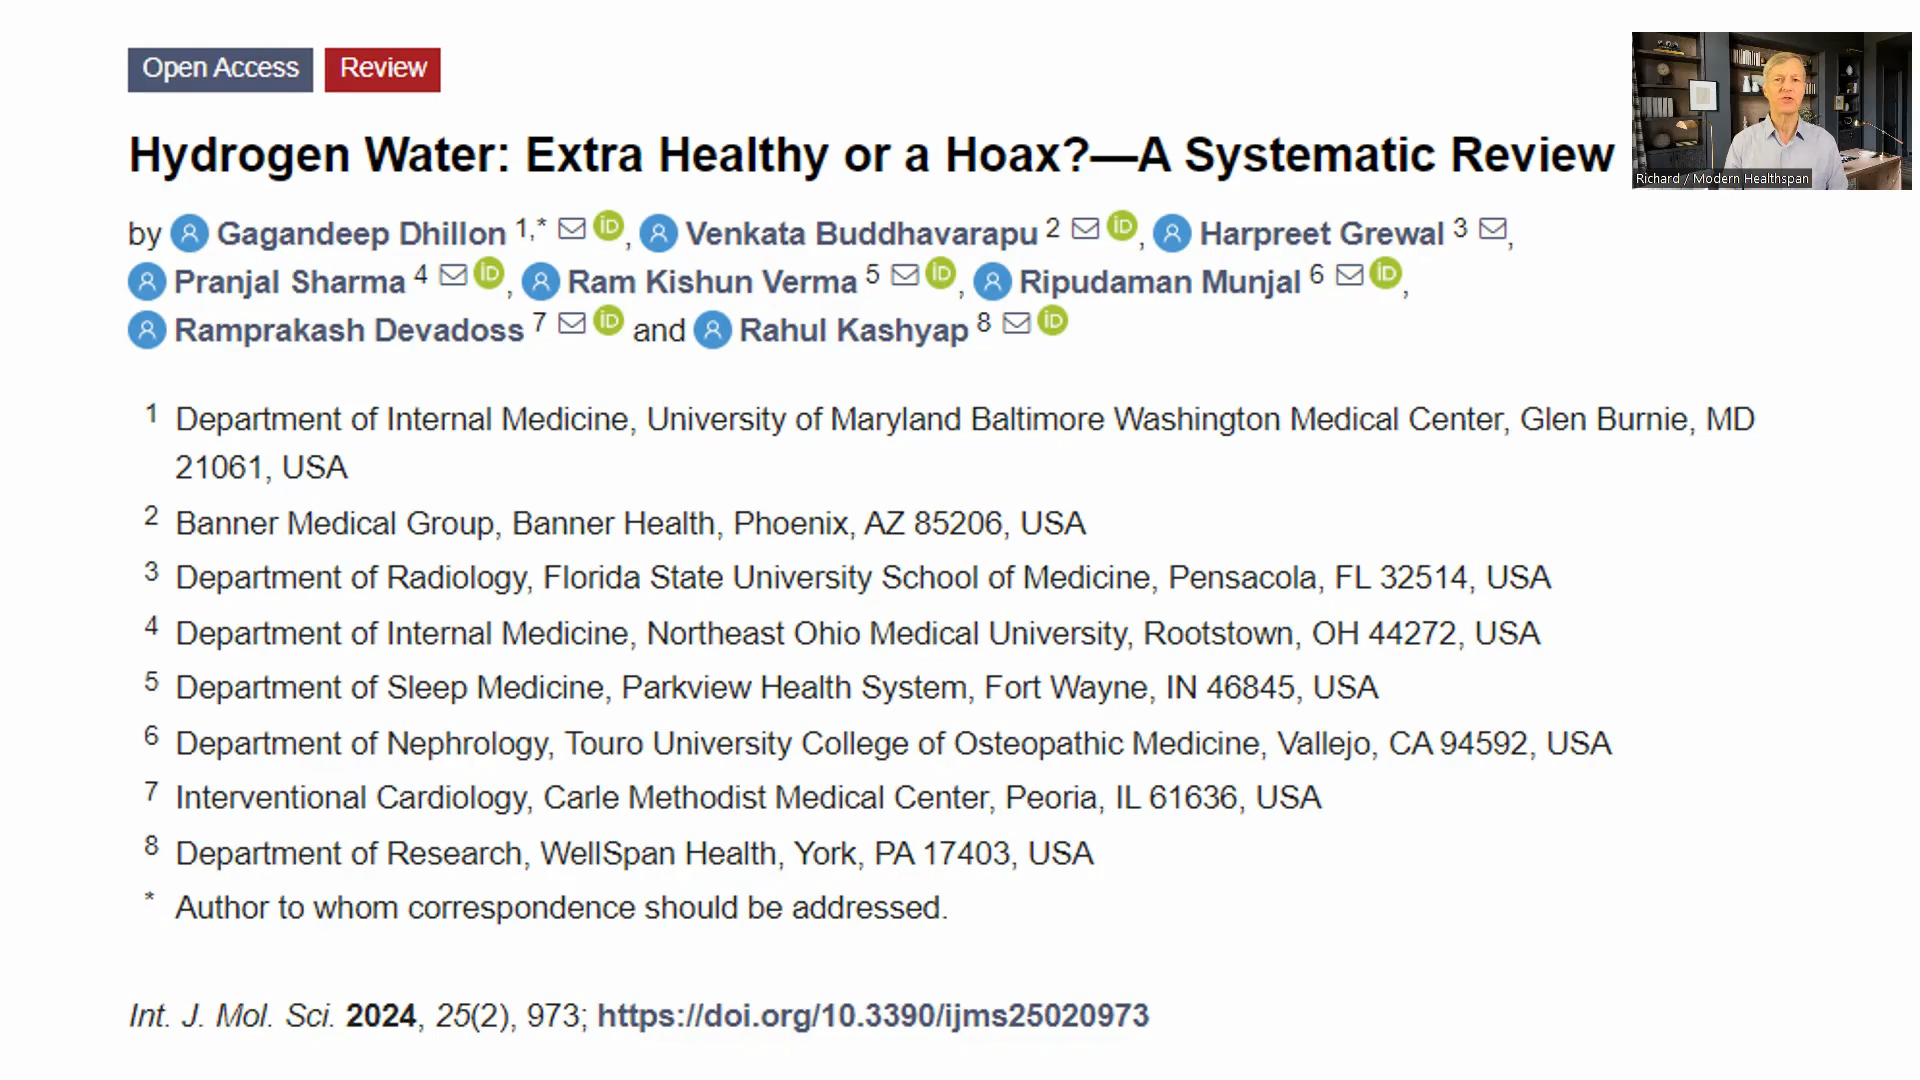 Open Access Review
Hydrogen Water: Extra Healthy or a Hoax?—A Systematic Review
Richard / Modern Healthspan
by Gagandeep Dhillon 1,* iD, Venkata Buddhavarapu 2 iD, Harpreet Grewal 3,
Pranjal Sharma 4 iD, Ram Kishun Verma 5 iD, Ripudaman Munjal 6 iD,
Ramprakash Devadoss 7 iD and Rahul Kashyap 8 iD
1 Department of Internal Medicine, University of Maryland Baltimore Washington Medical Center, Glen Burnie, MD
21061, USA
2 Banner Medical Group, Banner Health, Phoenix, AZ 85206, USA
3 Department of Radiology, Florida State University School of Medicine, Pensacola, FL 32514, USA
4 Department of Internal Medicine, Northeast Ohio Medical University, Rootstown, OH 44272, USA
5 Department of Sleep Medicine, Parkview Health System, Fort Wayne, IN 46845, USA
6 Department of Nephrology, Touro University College of Osteopathic Medicine, Vallejo, CA 94592, USA
7 Interventional Cardiology, Carle Methodist Medical Center, Peoria, IL 61636, USA
8 Department of Research, WellSpan Health, York, PA 17403, USA
* Author to whom correspondence should be addressed.
Int. J. Mol. Sci. 2024, 25(2), 973; https://doi.org/10.3390/ijms25020973